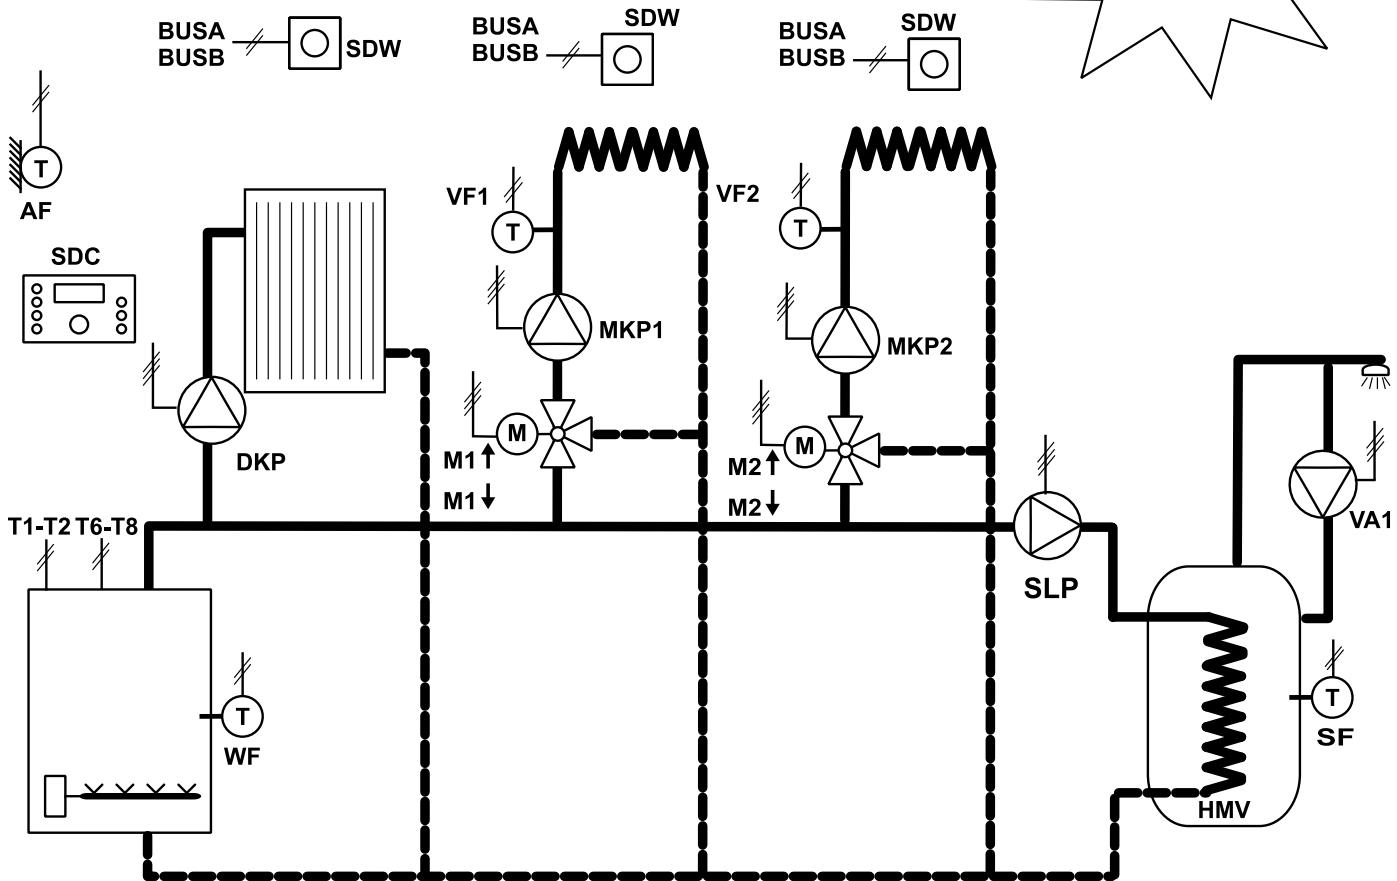 BUSA
BUSB
SDW
BUSA
BUSB
SDW
BUSA
BUSB
SDW
T
AF
VF1
T
VF2
T
SDC
MKP1
MKP2
DKP
M
M1
M1
M
M2
M2
T1-T2 T6-T8
SLP
VA1
T
WF
T
SF
HMV